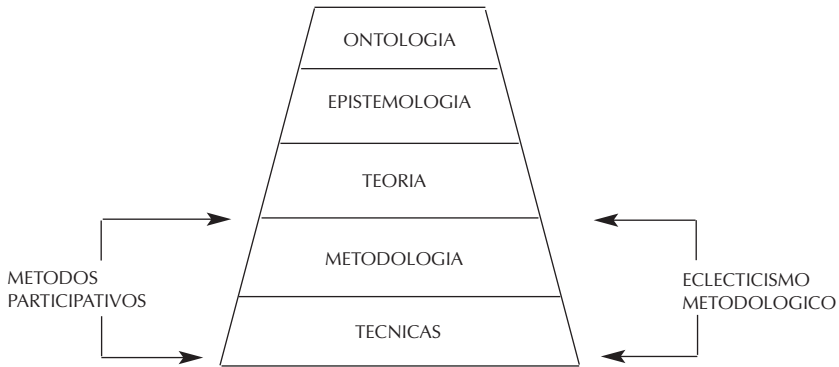 ONTOLOGIA
EPISTEMOLOGIA
TEORIA
METODOLOGIA
METODOS
PARTICIPATIVOS
ECLECTICISMO
METODOLOGICO
TECNICAS